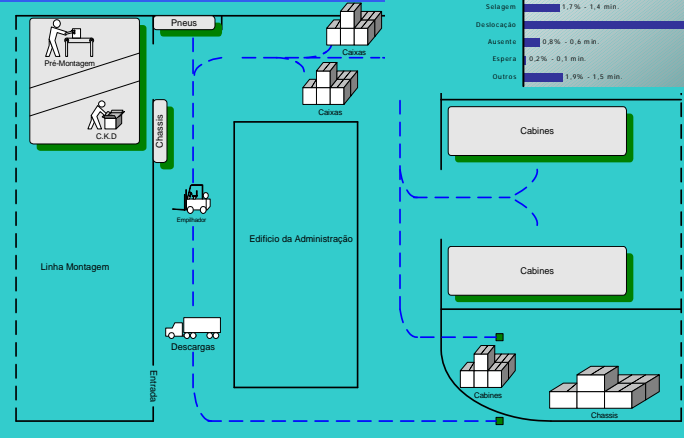 Pneus
Pré-Montagem
C.K.D
Chassis
Caixas
Caixas
Empilhador
Edifício da Administração
Linha Montagem
Descargas
Entrada
Selagem
1,7% - 1,4 min.
Deslocação
Ausente
0,8% - 0,6 min.
Espera
0,2% - 0,1 min.
Outros
1,9% - 1,5 min.
Cabines
Cabines
Cabines
Chassis